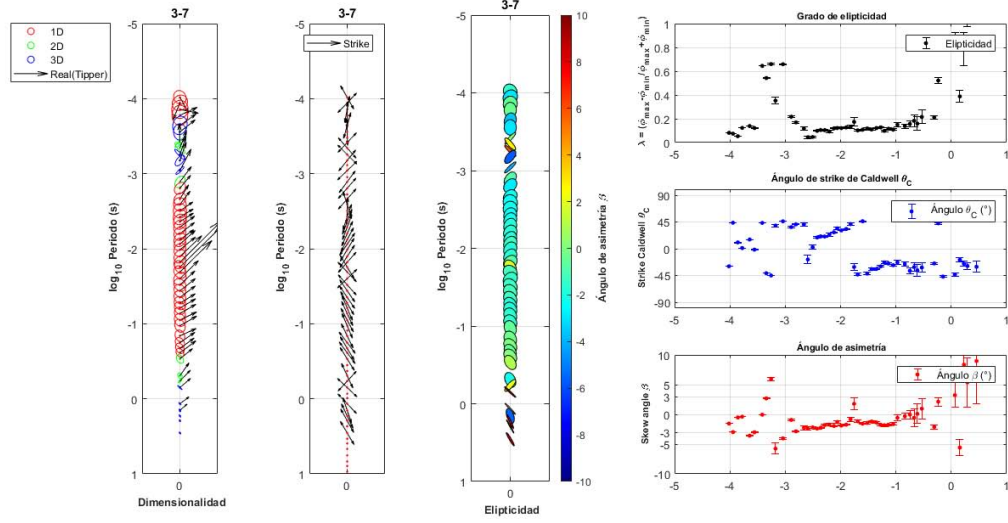 3-7
1D
2D
3D
Real(Tipper)
log10 Periodo (s)
-5
-4
-3
-2
-1
0
1
0
Dimensionalidad
3-7
Strike
log10 Periodo (s)
-5
-4
-3
-2
-2
-1
0
1
0
3-7
log10 Periodo (s)
-5
-4
-3
-2
-1
0
1
0
Elipticidad
Ángulo de asimetría β
10
8
6
4
2
0
-2
-4
-6
-8
-10
Grado de elipticidad
Elipticidad
λ = (ϕmax-ϕmin/ϕmax+ϕmin)
1
0.8
0.6
0.4
0.2
0
-5 -4 -3 -2 -1 0 1
Ángulo de strike de Caldwell θC
Ángulo θC (°)
Strike Caldwell θC
90
45
0
-45
-90
-5 -4 -3 -2 -1 0 1
Ángulo de asimetría
Ángulo β (°)
Skew angle β
10
5
3
0
-3
-5
-10
-5 -4 -3 -2 -1 0 1